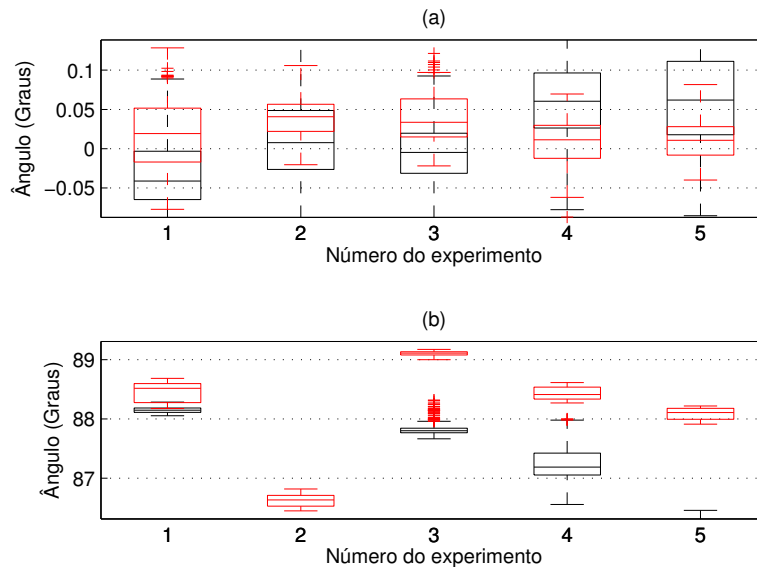 (a)
Ângulo (Graus)
0.1
0.05
0
−0.05
1 2 3 4 5
Número do experimento
(b)
Ângulo (Graus)
89
88
87
1 2 3 4 5
Número do experimento